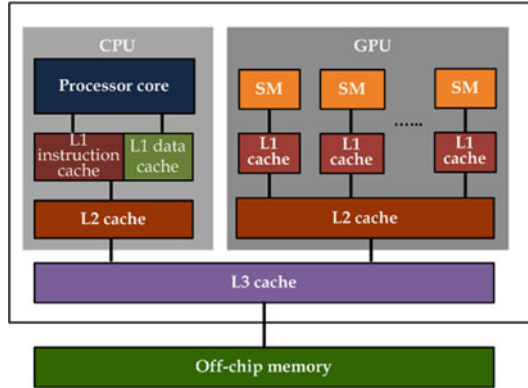 CPU
GPU
Processor core
SM
SM
SM
......
L1
instruction
cache
L1 data
cache
L1
cache
L1
cache
L1
cache
L2 cache
L2 cache
L3 cache
Off-chip memory